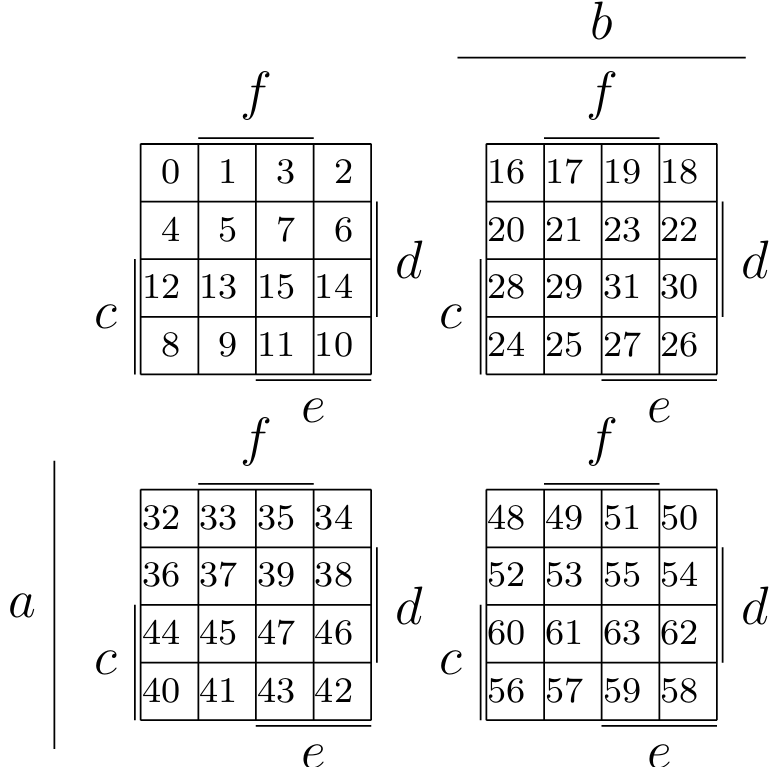 b
f f
0 1 3 2 16 17 19 18
4 5 7 6 20 21 23 22
d d
12 13 15 14 28 29 31 30
c c
8 9 11 10 24 25 27 26
e e
f f
32 33 35 34 48 49 51 50
36 37 39 38 52 53 55 54
a d d
44 45 47 46 60 61 63 62
c c
40 41 43 42 56 57 59 58
e e